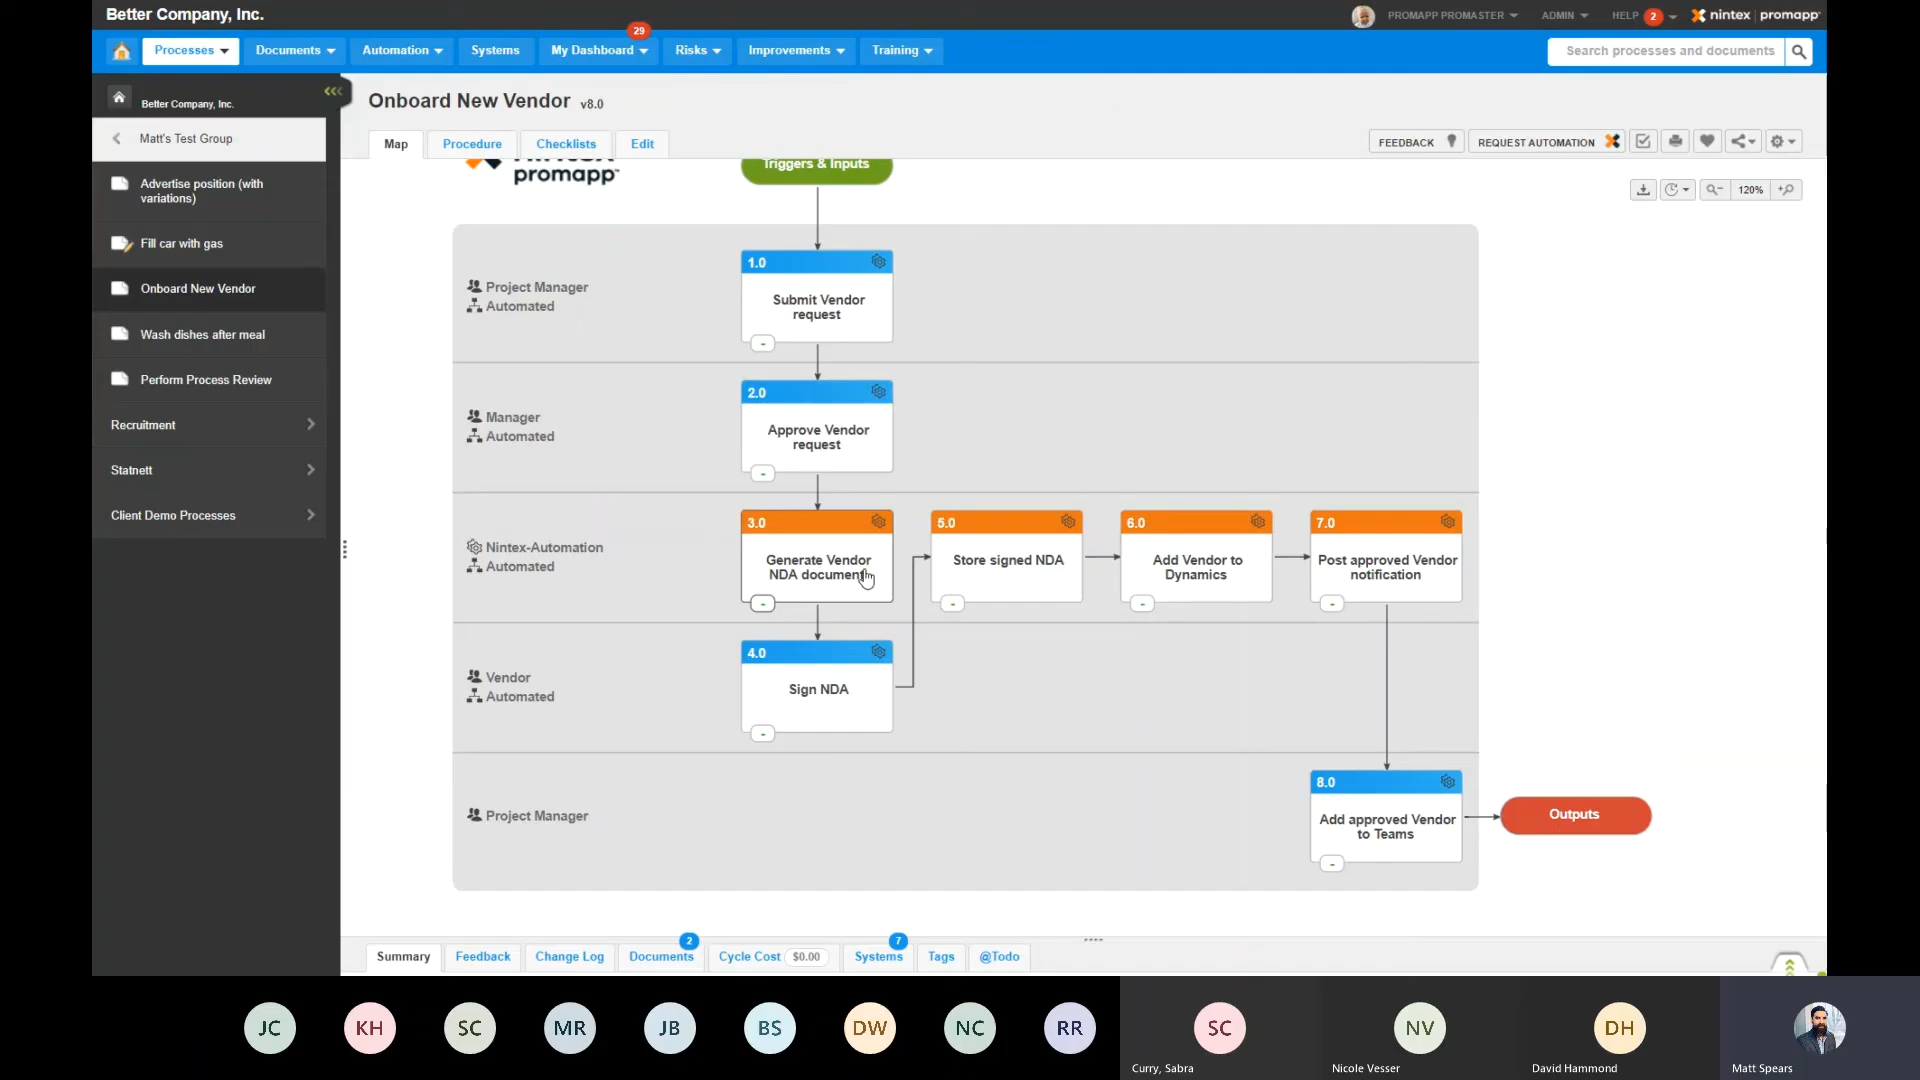 Better Company, Inc.
PROMAPP PROMASTER
ADMIN
HELP
2
nintex promapp
Processes
Documents
Automation
Systems
My Dashboard
29
Risks
Improvements
Training
Search processes and documents
Better Company, Inc.
Matt's Test Group
Advertise position (with
variations)
Fill car with gas
Onboard New Vendor
Wash dishes after meal
Perform Process Review
Recruitment
Statnett
Client Demo Processes
Onboard New Vendor v8.0
Map
Procedure
Checklists
Edit
FEEDBACK
REQUEST AUTOMATION
120%
nintex
promapp
Triggers & Inputs
Project Manager
Automated
1.0
Submit Vendor
request
-
Manager
Automated
2.0
Approve Vendor
request
-
Nintex-Automation
Automated
3.0
Generate Vendor
NDA document
-
5.0
Store signed NDA
-
6.0
Add Vendor to
Dynamics
-
7.0
Post approved Vendor
notification
-
Vendor
Automated
4.0
Sign NDA
-
Project Manager
8.0
Add approved Vendor
to Teams
-
Outputs
Summary
Feedback
Change Log
Documents
2
Cycle Cost $0.00
Systems
7
Tags
@Todo
JC
KH
SC
MR
JB
BS
DW
NC
RR
SC
Curry, Sabra
NV
Nicole Vesser
DH
David Hammond
Matt Spears